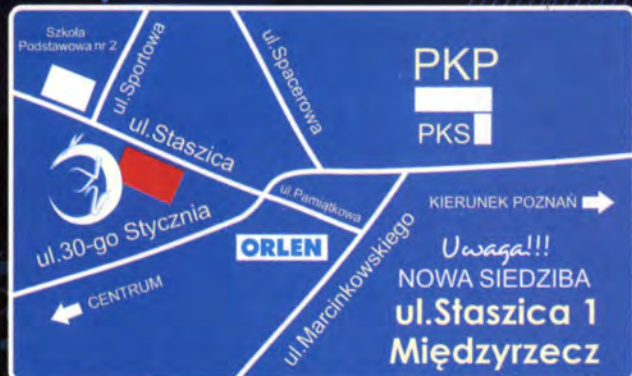 Szkoła
Podstawowa nr 2
ul.Sportowa
ul.Spacerowa
PKP
PKS
ul.Staszica
ul.Pamiątkowa
KIERUNEK POZNAŃ
ul.30-go Stycznia
ORLEN
ul.Marcinkowskiego
CENTRUM
Uwaga!!!
NOWA SIEDZIBA
ul.Staszica 1
Międzyrzecz